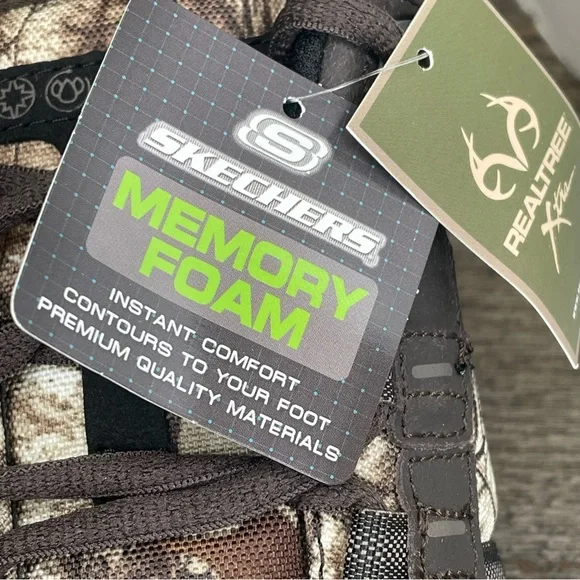 S
SKECHERS
MEMORY
FOAM
INSTANT COMFORT
CONTOURS TO YOUR FOOT
PREMIUM QUALITY MATERIALS
REALTREE
Xtra